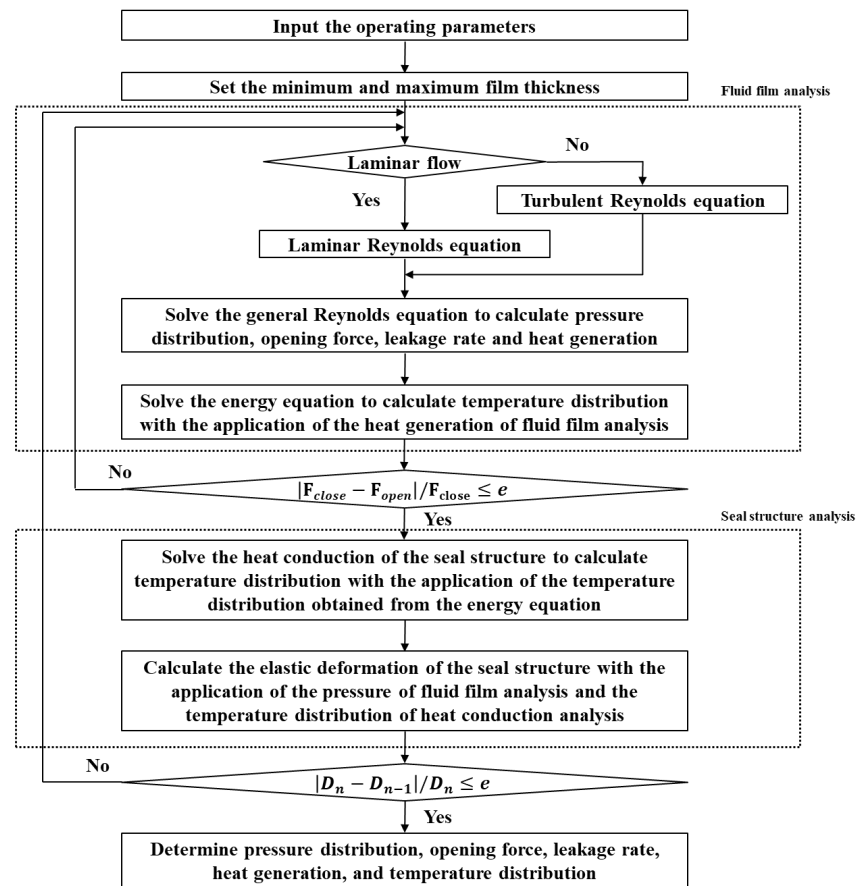 Input the operating parameters
Set the minimum and maximum film thickness
Fluid film analysis
Laminar flow
No
Yes
Turbulent Reynolds equation
Laminar Reynolds equation
Solve the general Reynolds equation to calculate pressure
distribution, opening force, leakage rate and heat generation
Solve the energy equation to calculate temperature distribution
with the application of the heat generation of fluid film analysis
No
|F_close − F_open|/F_close ≤ e
Yes
Seal structure analysis
Solve the heat conduction of the seal structure to calculate
temperature distribution with the application of the temperature
distribution obtained from the energy equation
Calculate the elastic deformation of the seal structure with the
application of the pressure of fluid film analysis and the
temperature distribution of heat conduction analysis
No
|D_n − D_{n−1}|/D_n ≤ e
Yes
Determine pressure distribution, opening force, leakage rate,
heat generation, and temperature distribution